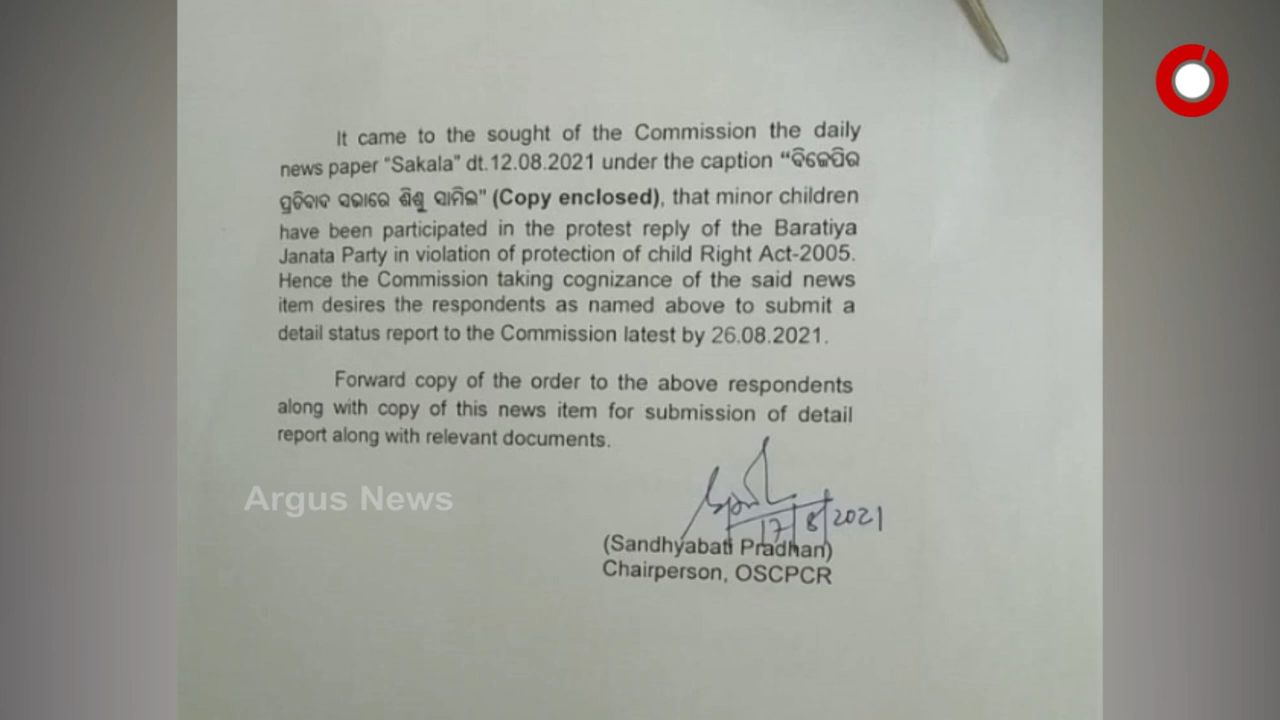 It came to the sought of the Commission the daily
news paper "Sakala" dt.12.08.2021 under the caption "ବିଜେପିର
ପ୍ରତିବାଦ ସଭାରେ ଶିଶୁ ସାମିଲ" (Copy enclosed), that minor children
have been participated in the protest reply of the Baratiya
Janata Party in violation of protection of child Right Act-2005.
Hence the Commission taking cognizance of the said news
item desires the respondents as named above to submit a
detail status report to the Commission latest by 26.08.2021.
Forward copy of the order to the above respondents
along with copy of this news item for submission of detail
report along with relevant documents.
Argus News
17/8/2021
(Sandhyabati Pradhan)
Chairperson, OSCPCR